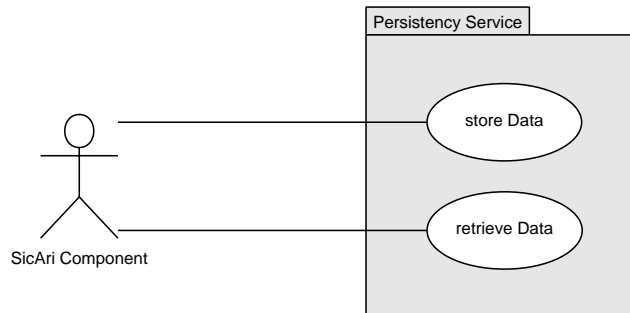 Persistency Service
store Data
retrieve Data
SicAri Component